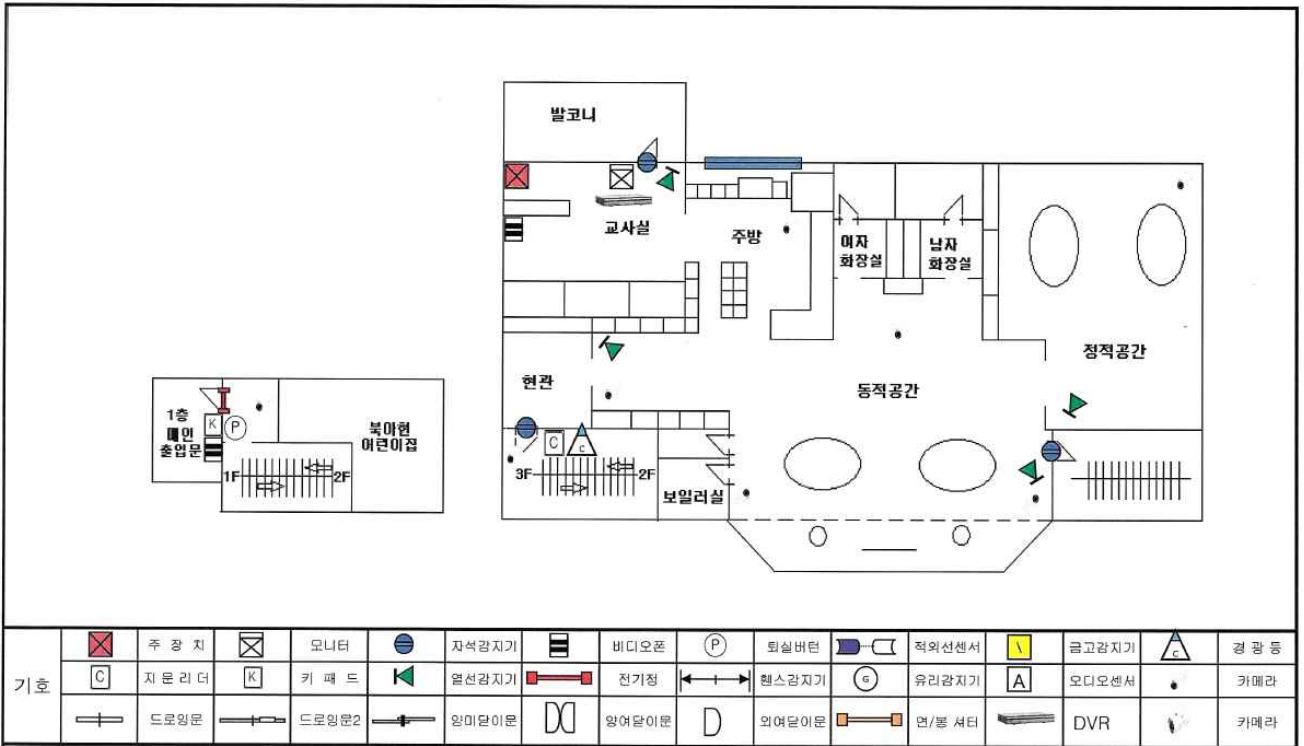 발코니
교사실
주방
여자
화장실
남자
화장실
정적공간
현관
동적공간
1층
메인
출입문
K
P
북아현
어린이집
C
C
1F
2F
3F
2F
보일러실
기호
주 장 치
모니터
자석감지기
비디오폰
P
퇴실버턴
적외선센서
금고감지기
C
경 광 등
C
지 문 리 더
K
키 패 드
열선감지기
전기정
휀스감지기
G
유리감지기
A
오디오센서
카메라
드로잉문
드로잉문2
양미닫이문
양여닫이문
외여닫이문
면/봉 셔터
DVR
카메라